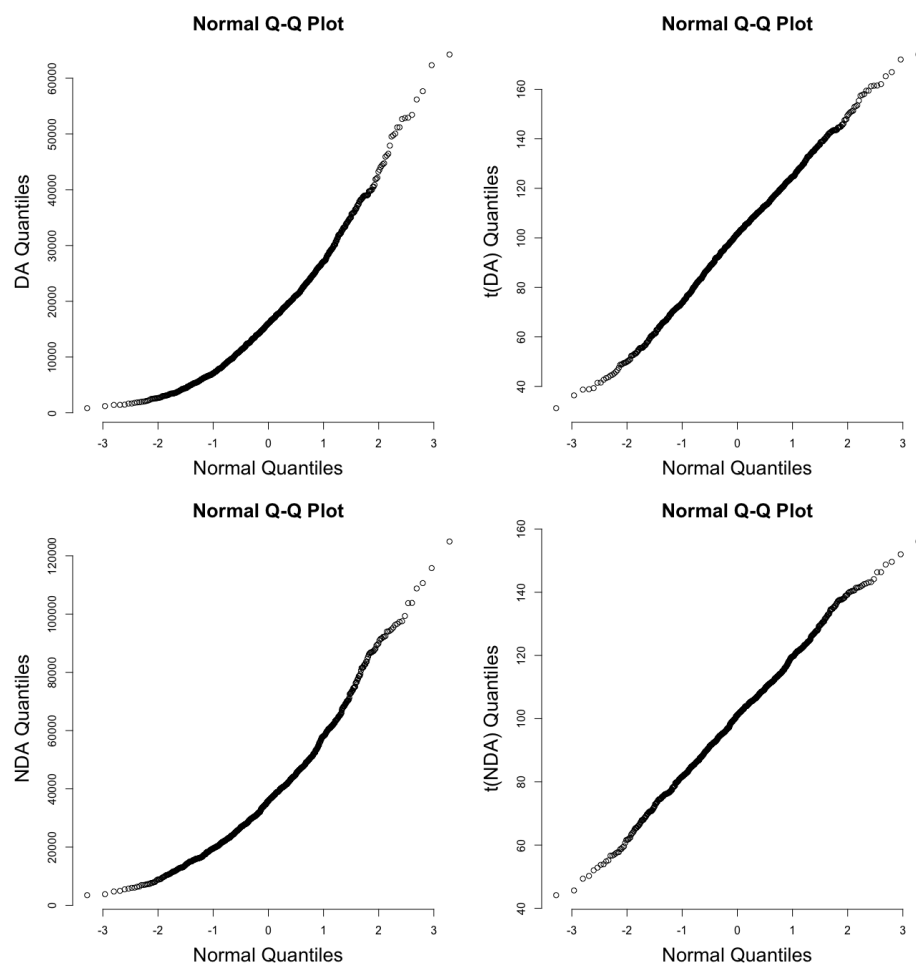 Normal Q-Q Plot
DA Quantiles
0 10000 20000 30000 40000 50000 60000
-3 -2 -1 0 1 2 3
Normal Quantiles
Normal Q-Q Plot
t(DA) Quantiles
40 60 80 100 120 140 160
-3 -2 -1 0 1 2 3
Normal Quantiles
Normal Q-Q Plot
NDA Quantiles
0 20000 40000 60000 80000 100000 120000
-3 -2 -1 0 1 2 3
Normal Quantiles
Normal Q-Q Plot
t(NDA) Quantiles
40 60 80 100 120 140 160
-3 -2 -1 0 1 2 3
Normal Quantiles